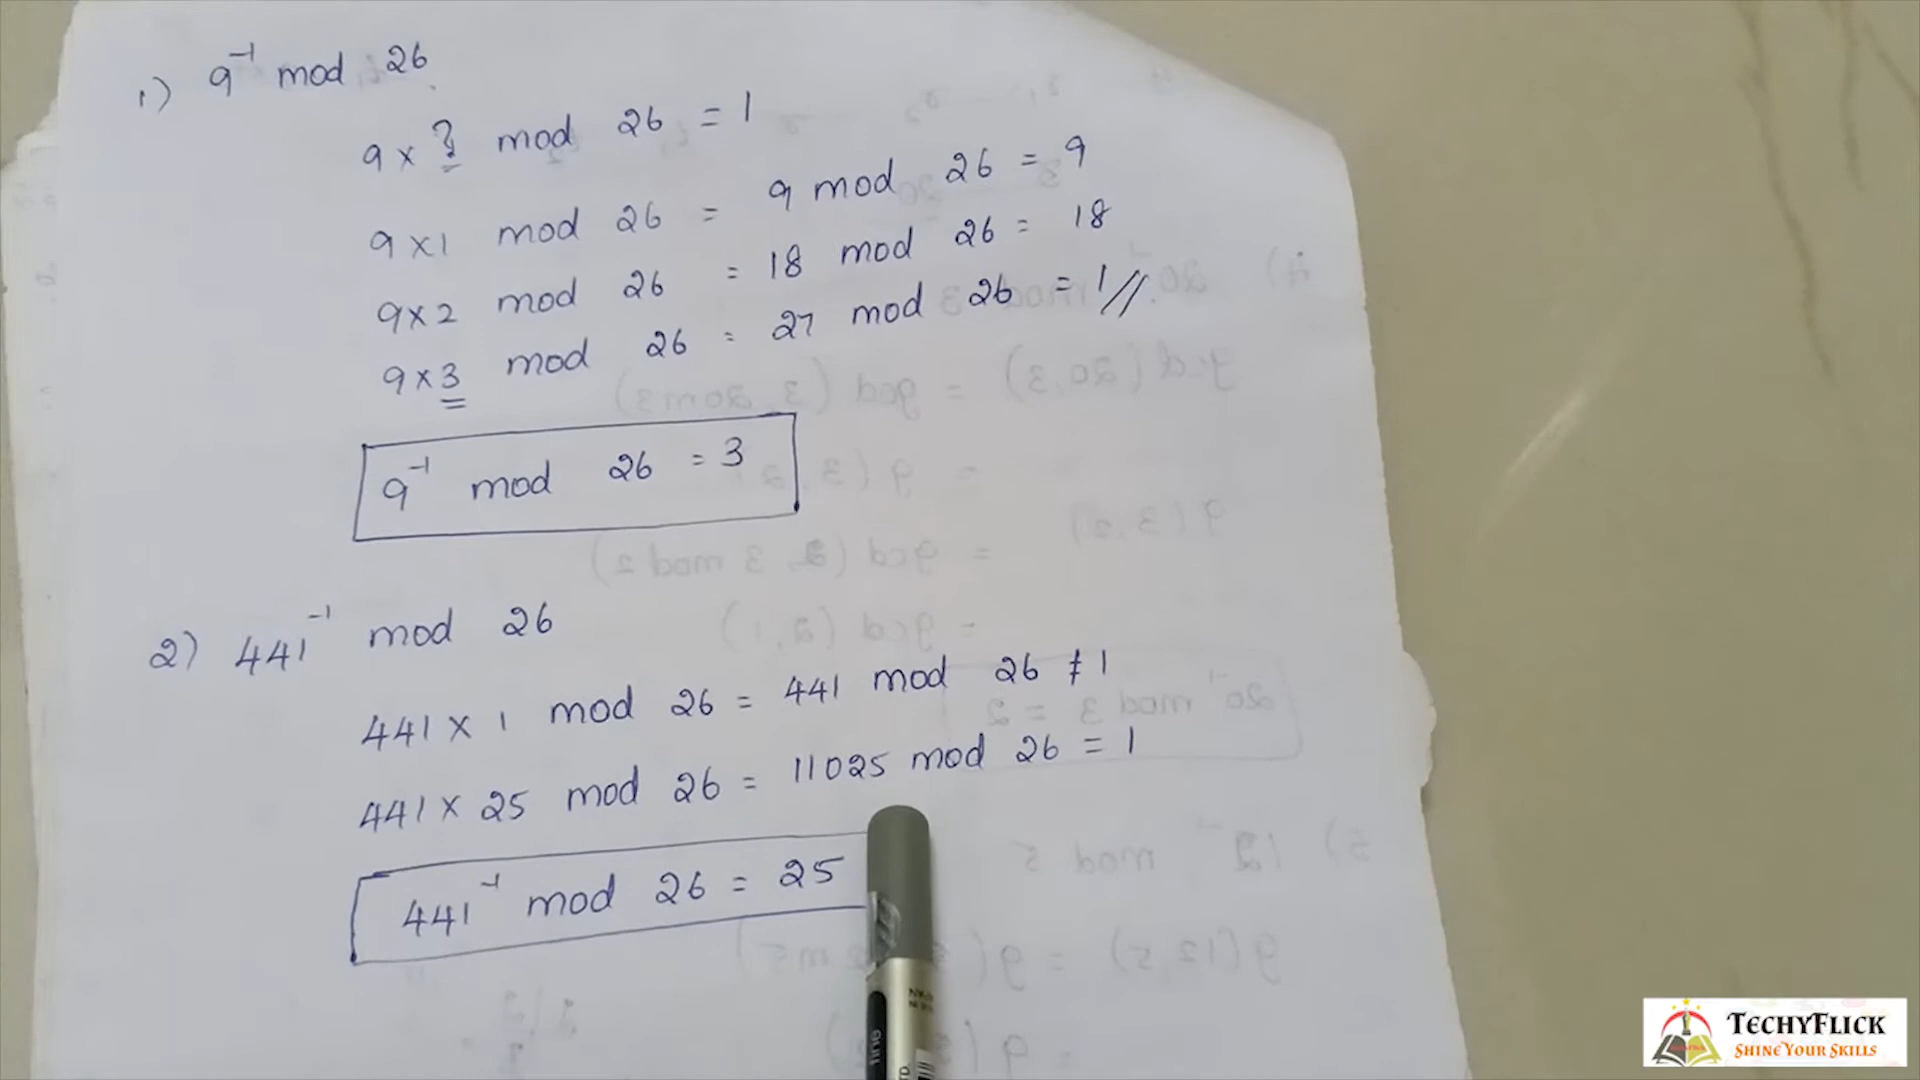 1) 9⁻¹ mod 26
9 x ? mod 26 = 1
9 x 1 mod 26 = 9 mod 26 = 9
9 x 2 mod 26 = 18 mod 26 = 18
9 x 3 mod 26 = 27 mod 26 = 1 //
9⁻¹ mod 26 = 3
2) 441⁻¹ mod 26
441 x 1 mod 26 = 441 mod 26 ≠ 1
441 x 25 mod 26 = 11025 mod 26 = 1
441⁻¹ mod 26 = 25
fine
TECHYFLICK
SHINE YOUR SKILLS